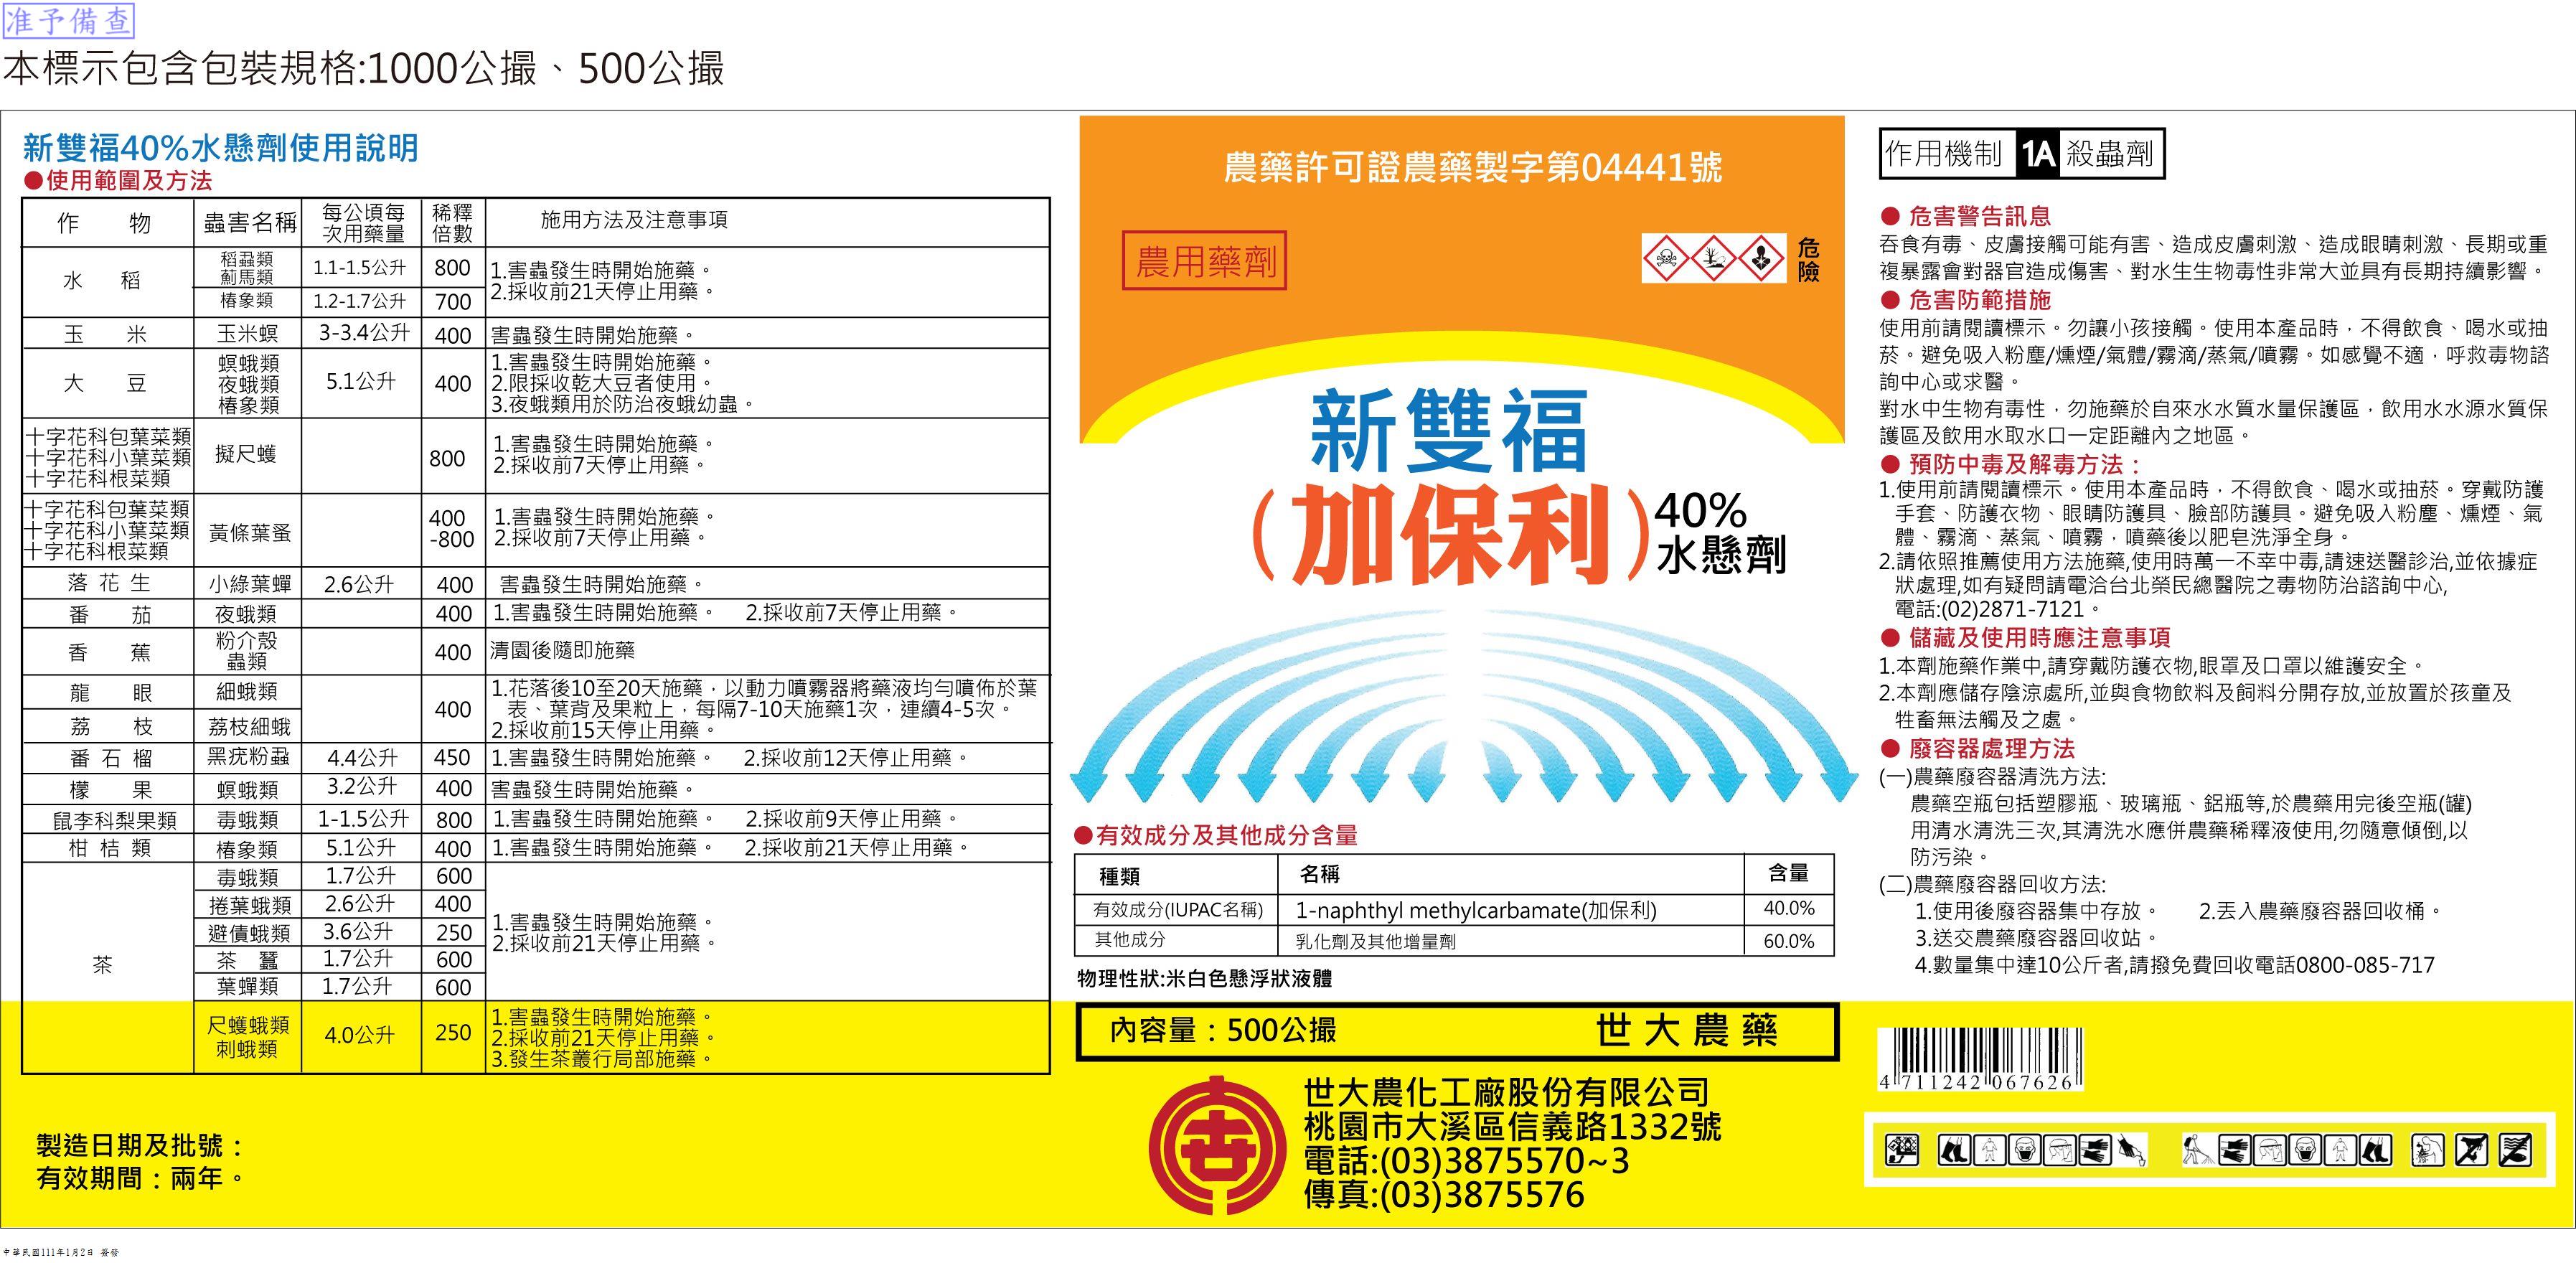 准予備查
本標示包含包裝規格:1000公撮、500公撮
新雙福40%水懸劑使用說明
●使用範圍及方法
作 物 蟲害名稱 每公頃每次用藥量 稀釋倍數 施用方法及注意事項
水 稻 稻蝨類 薊馬類 1.1-1.5公升 800 1.害蟲發生時開始施藥。
2.採收前21天停止用藥。
椿象類 1.2-1.7公升 700
玉 米 玉米螟 3-3.4公升 400 害蟲發生時開始施藥。
大 豆 螟蛾類 夜蛾類 椿象類 5.1公升 400 1.害蟲發生時開始施藥。
2.限採收乾大豆者使用。
3.夜蛾類用於防治夜蛾幼蟲。
十字花科包葉菜類
十字花科小葉菜類
十字花科根菜類
擬尺蠖 800 1.害蟲發生時開始施藥。
2.採收前7天停止用藥。
十字花科包葉菜類
十字花科小葉菜類
十字花科根菜類
黃條葉蚤 400-800 1.害蟲發生時開始施藥。
2.採收前7天停止用藥。
落 花 生 小綠葉蟬 2.6公升 400 害蟲發生時開始施藥。
番 茄 夜蛾類 400 1.害蟲發生時開始施藥。 2.採收前7天停止用藥。
香 蕉 粉介殼蟲類 400 清園後隨即施藥
龍 眼 細蛾類 400 1.花落後10至20天施藥，以動力噴霧器將藥液均勻噴佈於葉
表、葉背及果粒上，每隔7-10天施藥1次，連續4-5次。
2.採收前15天停止用藥。
荔 枝 荔枝細蛾
番 石 榴 黑疣粉蝨 4.4公升 450 1.害蟲發生時開始施藥。 2.採收前12天停止用藥。
檬 果 螟蛾類 3.2公升 400 害蟲發生時開始施藥。
鼠李科梨果類 毒蛾類 1-1.5公升 800 1.害蟲發生時開始施藥。 2.採收前9天停止用藥。
柑 桔 類 椿象類 5.1公升 400 1.害蟲發生時開始施藥。 2.採收前21天停止用藥。
茶 毒蛾類 1.7公升 600 1.害蟲發生時開始施藥。
2.採收前21天停止用藥。
捲葉蛾類 2.6公升 400
避債蛾類 3.6公升 250
茶 蠶 1.7公升 600
葉蟬類 1.7公升 600
尺蠖蛾類 刺蛾類 4.0公升 250 1.害蟲發生時開始施藥。
2.採收前21天停止用藥。
3.發生茶叢行局部施藥。
製造日期及批號：
有效期間：兩年。
農藥許可證農藥製字第04441號
農用藥劑
危險
新雙福
(加保利)40%水懸劑
●有效成分及其他成分含量
種類 名稱 含量
有效成分(IUPAC名稱) 1-naphthyl methylcarbamate(加保利) 40.0%
其他成分 乳化劑及其他增量劑 60.0%
物理性狀:米白色懸浮狀液體
內容量：500公撮 世大農藥
世大農化工廠股份有限公司
桃園市大溪區信義路1332號
電話:(03)3875570~3
傳真:(03)3875576
作用機制 1A 殺蟲劑
● 危害警告訊息
吞食有毒、皮膚接觸可能有害、造成皮膚刺激、造成眼睛刺激、長期或重
複暴露會對器官造成傷害、對水生生物毒性非常大並具有長期持續影響。
● 危害防範措施
使用前請閱讀標示。勿讓小孩接觸。使用本產品時，不得飲食、喝水或抽
菸。避免吸入粉塵/燻煙/氣體/霧滴/蒸氣/噴霧。如感覺不適，呼救毒物諮
詢中心或求醫。
對水中生物有毒性，勿施藥於自來水水質水量保護區，飲用水水源水質保
護區及飲用水取水口一定距離內之地區。
● 預防中毒及解毒方法：
1.使用前請閱讀標示。使用本產品時，不得飲食、喝水或抽菸。穿戴防護
手套、防護衣物、眼睛防護具、臉部防護具。避免吸入粉塵、燻煙、氣
體、霧滴、蒸氣、噴霧，噴藥後以肥皂洗淨全身。
2.請依照推薦使用方法施藥,使用時萬一不幸中毒,請速送醫診治,並依據症
狀處理,如有疑問請電洽台北榮民總醫院之毒物防治諮詢中心,
電話:(02)2871-7121。
● 儲藏及使用時應注意事項
1.本劑施藥作業中,請穿戴防護衣物,眼罩及口罩以維護安全。
2.本劑應儲存陰涼處所,並與食物飲料及飼料分開存放,並放置於孩童及
牲畜無法觸及之處。
● 廢容器處理方法
(一)農藥廢容器清洗方法:
農藥空瓶包括塑膠瓶、玻璃瓶、鋁瓶等,於農藥用完後空瓶(罐)
用清水清洗三次,其清洗水應併農藥稀釋液使用,勿隨意傾倒,以
防污染。
(二)農藥廢容器回收方法:
1.使用後廢容器集中存放。 2.丟入農藥廢容器回收桶。
3.送交農藥廢容器回收站。
4.數量集中達10公斤者,請撥免費回收電話0800-085-717
4 711242 067626
中華民國111年1月2日 簽發